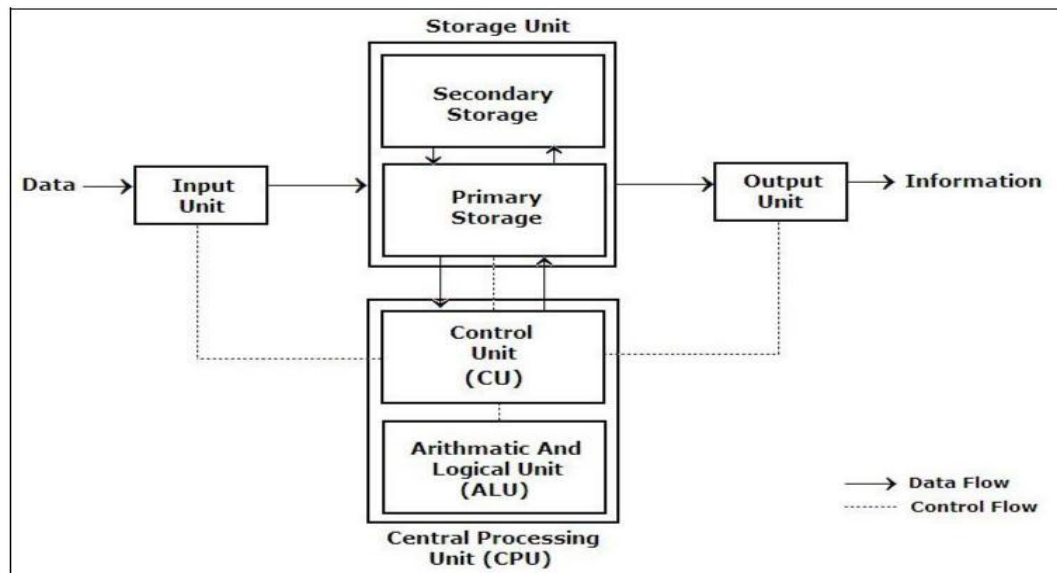 Storage Unit
Secondary
Storage
Data
Input
Unit
Primary
Storage
Output
Unit
Information
Control
Unit
(CU)
Arithmatic And
Logical Unit
(ALU)
Data Flow
Control Flow
Central Processing
Unit (CPU)